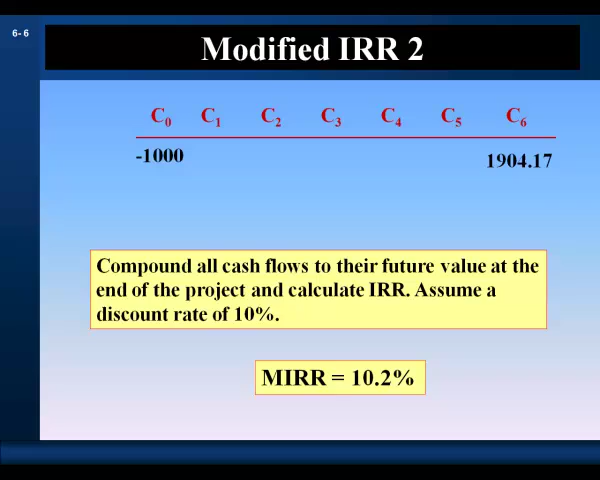 6- 6
Modified IRR 2
C0 C1 C2 C3 C4 C5 C6
-1000 1904.17
Compound all cash flows to their future value at the
end of the project and calculate IRR. Assume a
discount rate of 10%.
MIRR = 10.2%